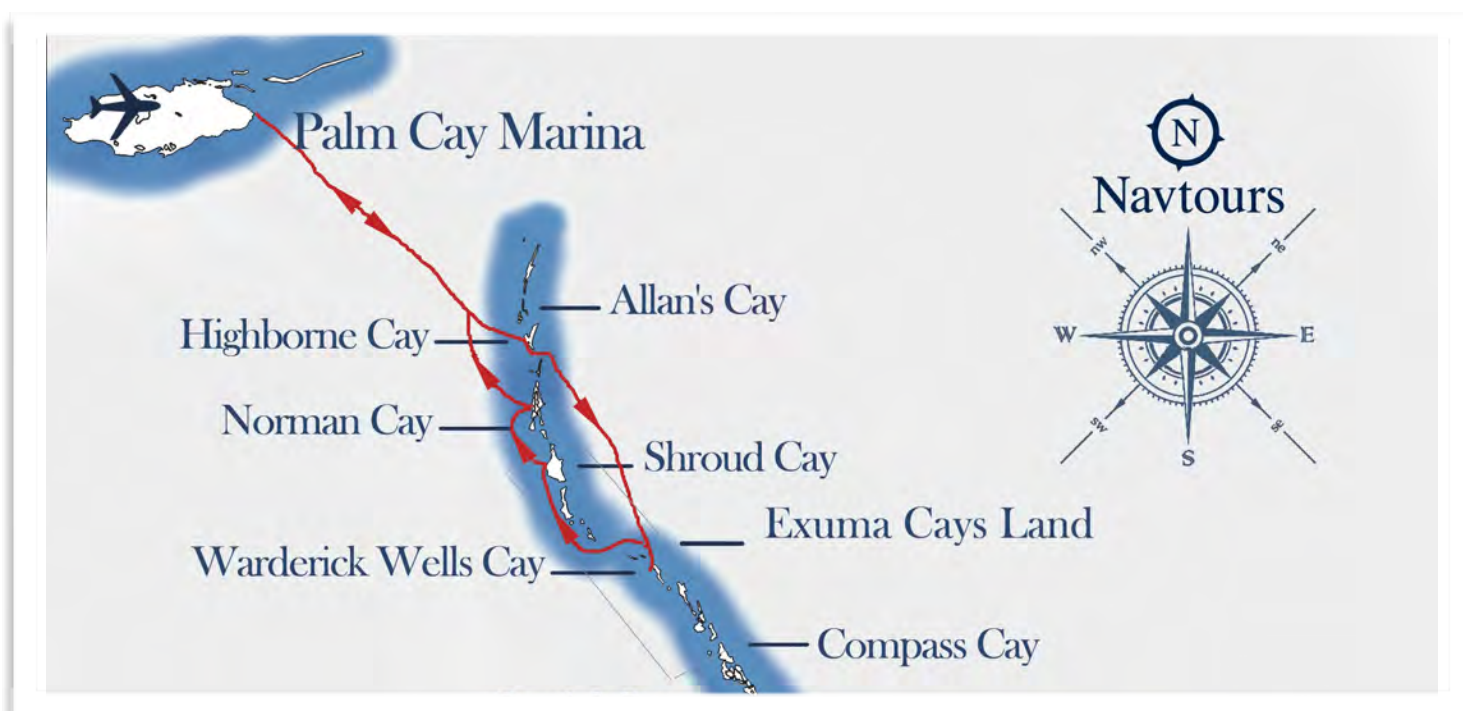 Palm Cay Marina
N
Navtours
nw
ne
Allan's Cay
Highborne Cay
W
E
Norman Cay
sw
se
Shroud Cay
S
Exuma Cays Land
Warderick Wells Cay
Compass Cay